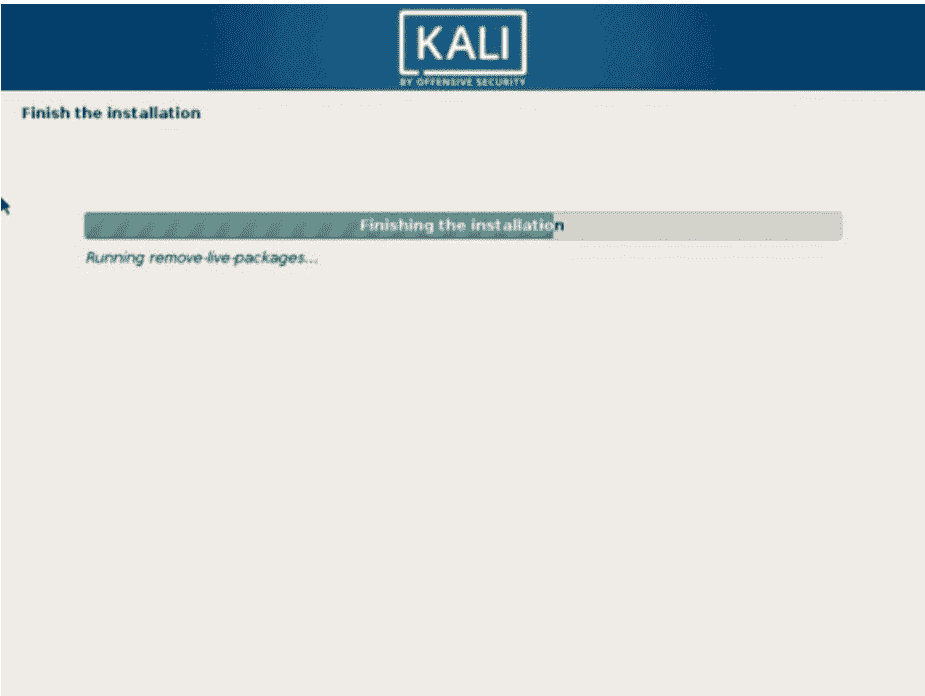 KALI
BY OFFENSIVE SECURITY
Finish the installation
Finishing the installation
Running remove-live-packages...